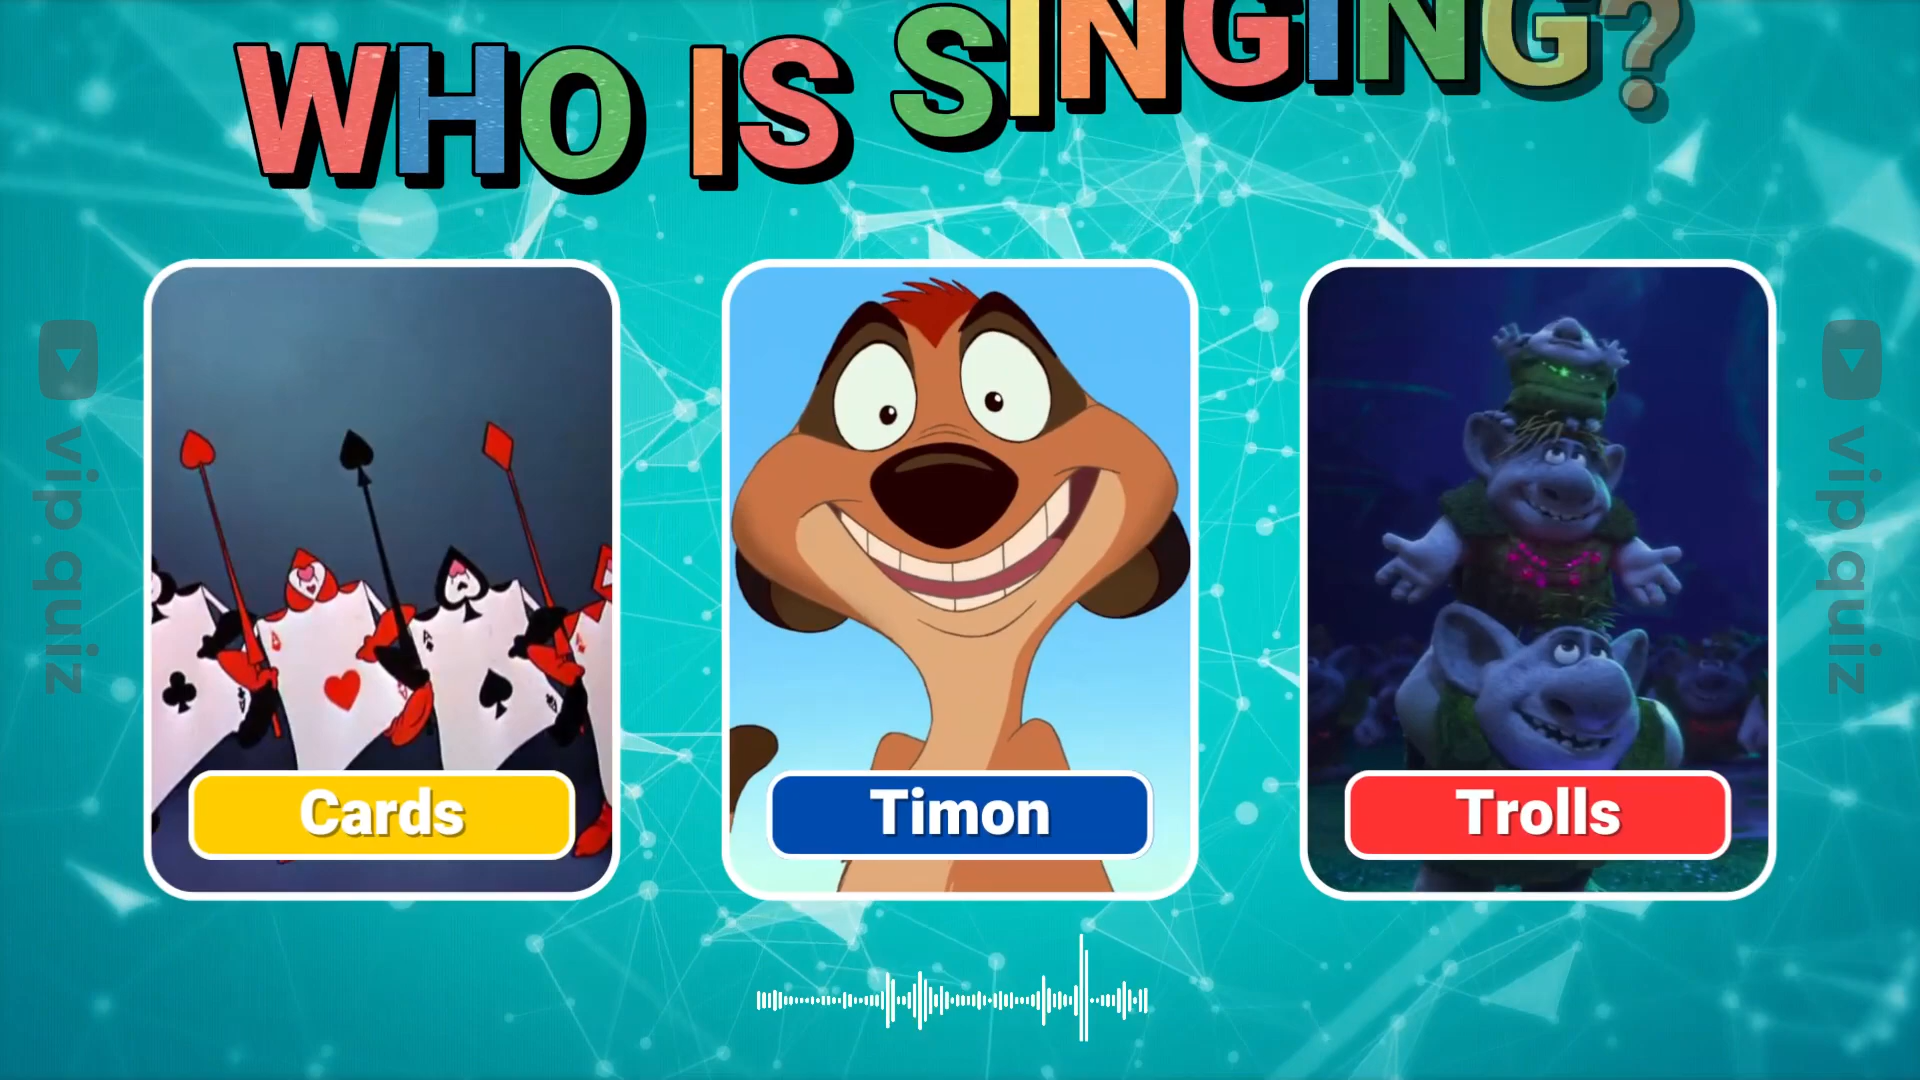 WHO IS SINGING?
vip quiz
vip quiz
Cards
Timon
Trolls